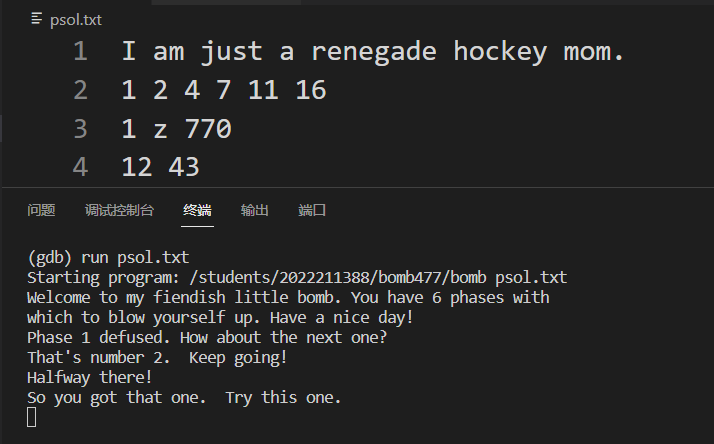 psol.txt
1 I am just a renegade hockey mom.
2 1 2 4 7 11 16
3 1 z 770
4 12 43
问题 调试控制台 终端 输出 端口
(gdb) run psol.txt
Starting program: /students/2022211388/bomb477/bomb psol.txt
Welcome to my fiendish little bomb. You have 6 phases with
which to blow yourself up. Have a nice day!
Phase 1 defused. How about the next one?
That's number 2.  Keep going!
Halfway there!
So you got that one.  Try this one.